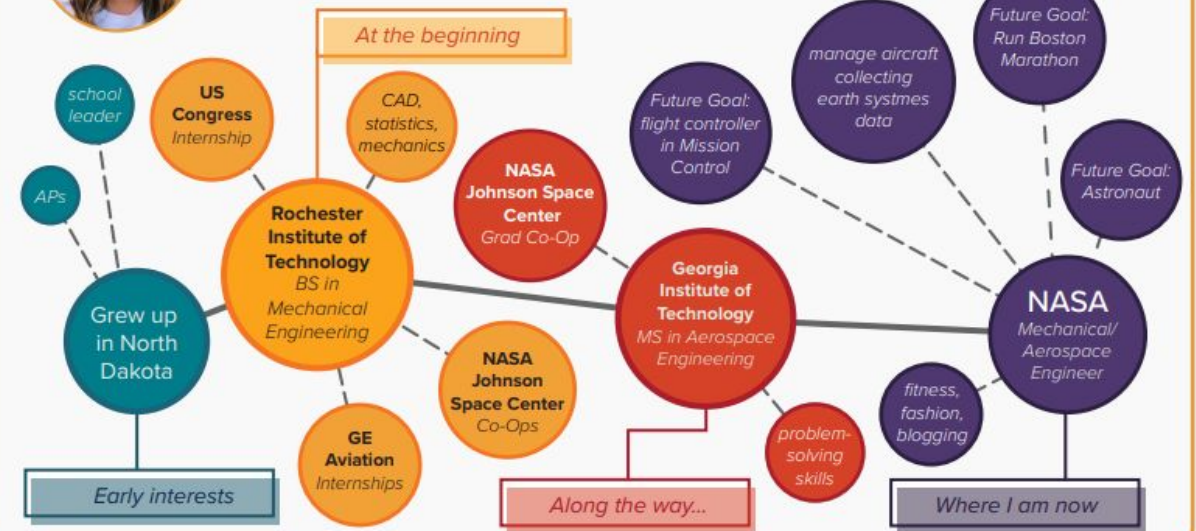 At the beginning
school
leader
APs
Grew up
in North
Dakota
Early interests
US
Congress
Internship
CAD,
statistics,
mechanics
Rochester
Institute of
Technology
BS in
Mechanical
Engineering
GE
Aviation
Internships
NASA
Johnson
Space Center
Co-Ops
NASA
Johnson Space
Center
Grad Co-Op
Georgia
Institute of
Technology
MS in Aerospace
Engineering
problem-
solving
skills
Along the way...
Future Goal:
flight controller
in Mission
Control
manage aircraft
collecting
earth systmes
data
Future Goal:
Run Boston
Marathon
Future Goal:
Astronaut
NASA
Mechanical/
Aerospace
Engineer
fitness,
fashion,
blogging
Where I am now